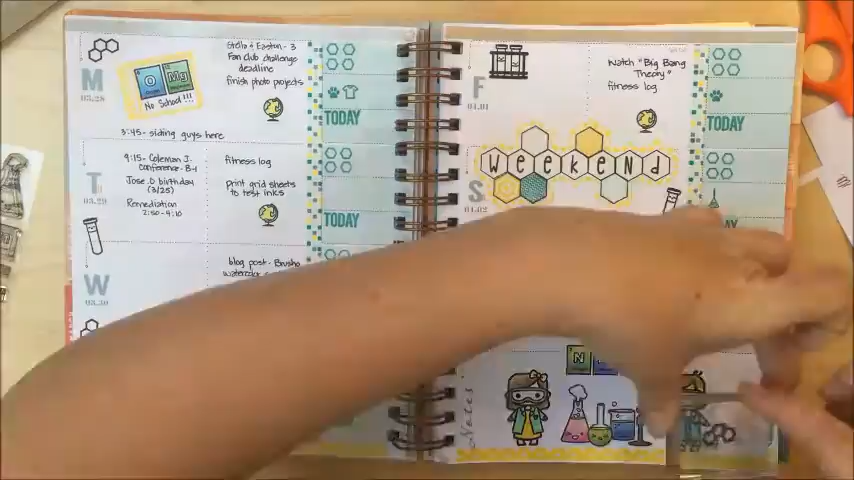 M
03.28
O
Mg
No School!!!
Stella & Easton - 3
Fan club challenge
deadline
finish photo projects
TODAY
3:45- siding guys here
T
03.29
9:15- Coleman J.
Conference- B-1
Jose D birthday
(3/25)
Remediation
2:50-4:10
fitness log
print grid sheets
to test inks
TODAY
W
03.30
blog post - Brusho
F
04.01
Watch "Big Bang
Theory"
fitness log
TODAY
weekend
S
04.02
N
Notes.